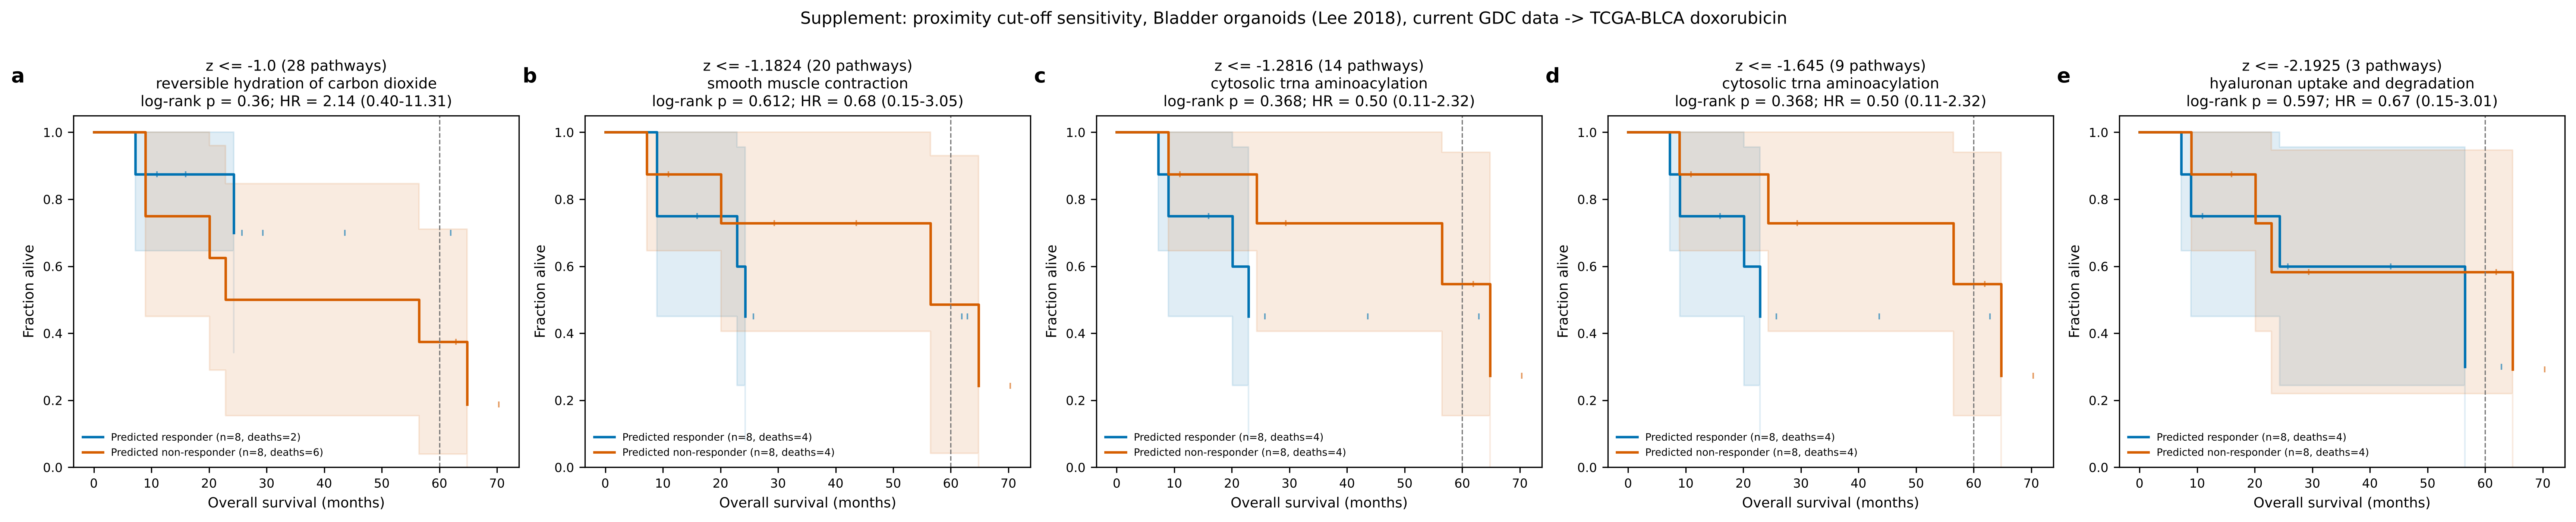 Supplement: proximity cut-off sensitivity, Bladder organoids (Lee 2018), current GDC data -> TCGA-BLCA doxorubicin
a
z <= -1.0 (28 pathways)
reversible hydration of carbon dioxide
log-rank p = 0.36; HR = 2.14 (0.40-11.31)
Fraction alive
1.0
0.8
0.6
0.4
0.2
0.0
Predicted responder (n=8, deaths=2)
Predicted non-responder (n=8, deaths=6)
0 10 20 30 40 50 60 70
Overall survival (months)
b
z <= -1.1824 (20 pathways)
smooth muscle contraction
log-rank p = 0.612; HR = 0.68 (0.15-3.05)
Fraction alive
1.0
0.8
0.6
0.4
0.2
0.0
Predicted responder (n=8, deaths=4)
Predicted non-responder (n=8, deaths=4)
0 10 20 30 40 50 60 70
Overall survival (months)
c
z <= -1.2816 (14 pathways)
cytosolic trna aminoacylation
log-rank p = 0.368; HR = 0.50 (0.11-2.32)
Fraction alive
1.0
0.8
0.6
0.4
0.2
0.0
Predicted responder (n=8, deaths=4)
Predicted non-responder (n=8, deaths=4)
0 10 20 30 40 50 60 70
Overall survival (months)
d
z <= -1.645 (9 pathways)
cytosolic trna aminoacylation
log-rank p = 0.368; HR = 0.50 (0.11-2.32)
Fraction alive
1.0
0.8
0.6
0.4
0.2
0.0
Predicted responder (n=8, deaths=4)
Predicted non-responder (n=8, deaths=4)
0 10 20 30 40 50 60 70
Overall survival (months)
e
z <= -2.1925 (3 pathways)
hyaluronan uptake and degradation
log-rank p = 0.597; HR = 0.67 (0.15-3.01)
Fraction alive
1.0
0.8
0.6
0.4
0.2
0.0
Predicted responder (n=8, deaths=4)
Predicted non-responder (n=8, deaths=4)
0 10 20 30 40 50 60 70
Overall survival (months)